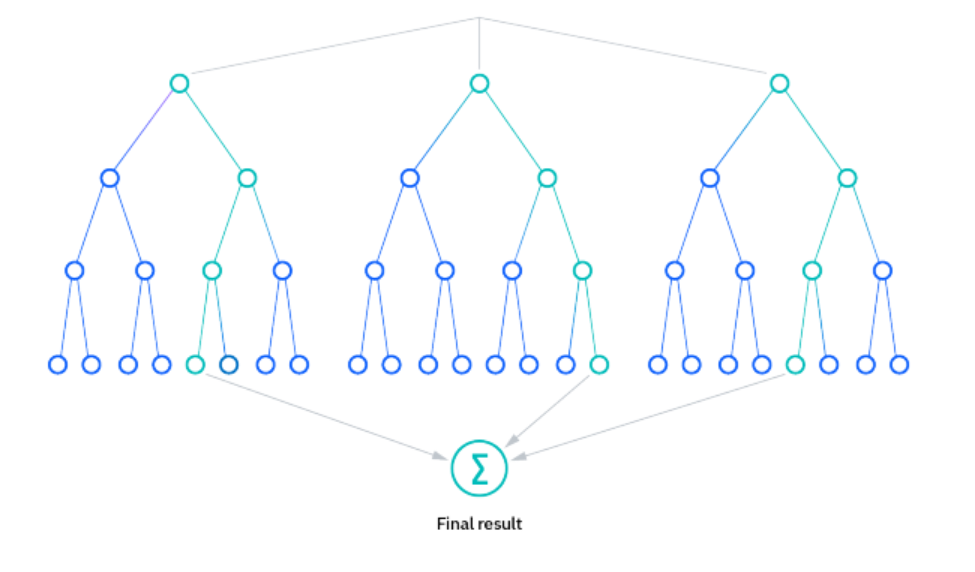 Σ
Final result